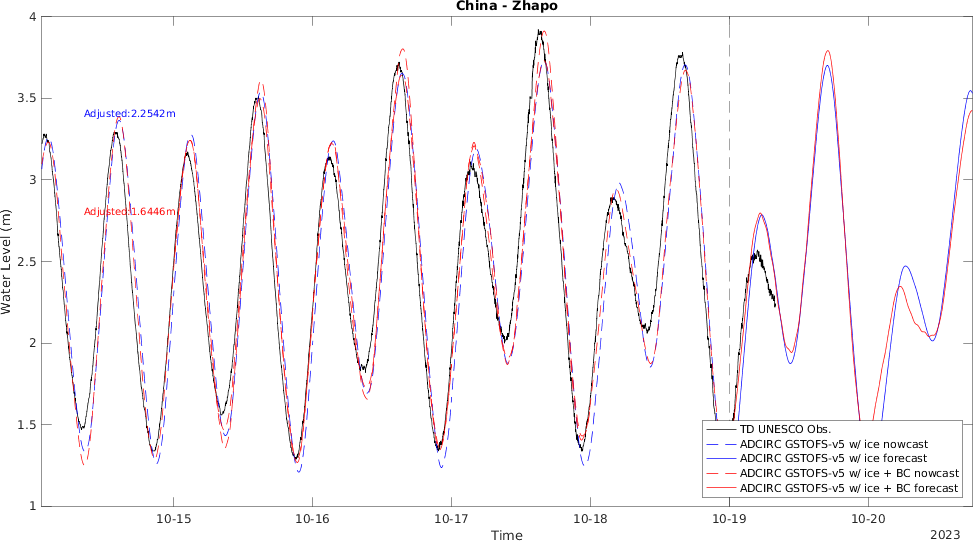 China - Zhapo
4
3.5
3
2.5
2
1.5
1
Water Level (m)
Adjusted:2.2542m
Adjusted:1.6446m
TD UNESCO Obs.
ADCIRC GSTOFS-v5 w/ ice nowcast
ADCIRC GSTOFS-v5 w/ ice forecast
ADCIRC GSTOFS-v5 w/ ice + BC nowcast
ADCIRC GSTOFS-v5 w/ ice + BC forecast
10-15
10-16
10-17
10-18
10-19
10-20
Time
2023